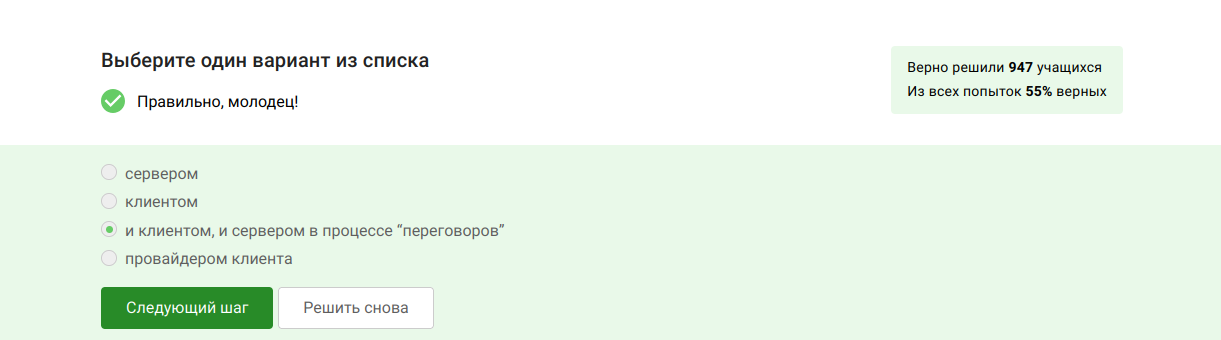 Выберите один вариант из списка
Правильно, молодец!
Верно решили 947 учащихся
Из всех попыток 55% верных
сервером
клиентом
и клиентом, и сервером в процессе “переговоров”
провайдером клиента
Следующий шаг
Решить снова